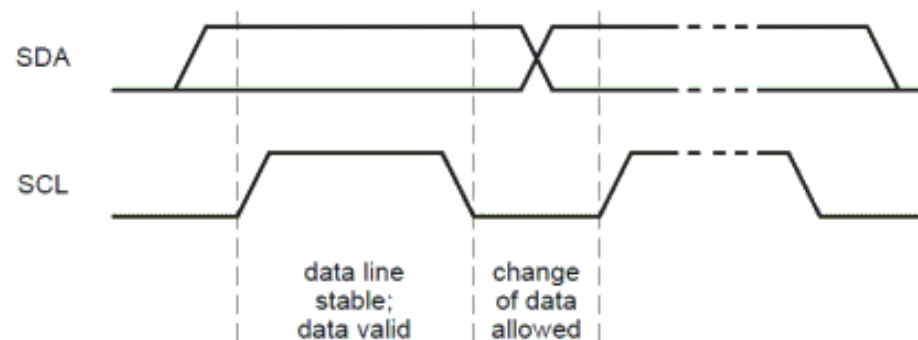 SDA
SCL
data line
stable;
data valid
change
of data
allowed